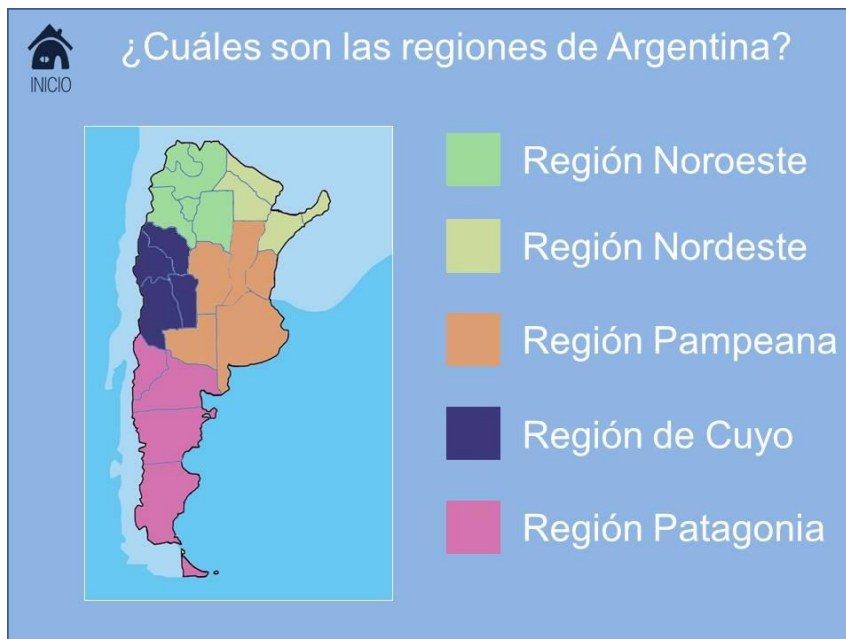 ¿Cuáles son las regiones de Argentina?
INICIO
Región Noroeste
Región Nordeste
Región Pampeana
Región de Cuyo
Región Patagonia